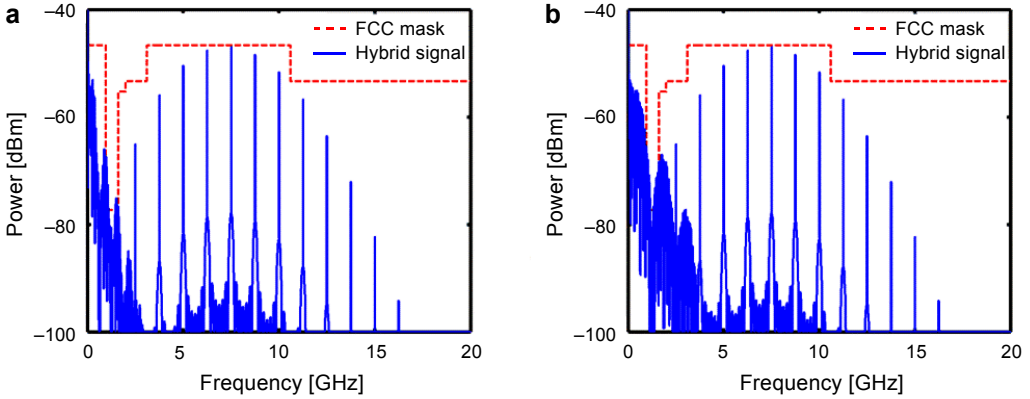 a
–40
–60
–80
–100
Power [dBm]
0
5
10
15
20
Frequency [GHz]
FCC mask
Hybrid signal
b
–40
–60
–80
–100
Power [dBm]
0
5
10
15
20
Frequency [GHz]
FCC mask
Hybrid signal